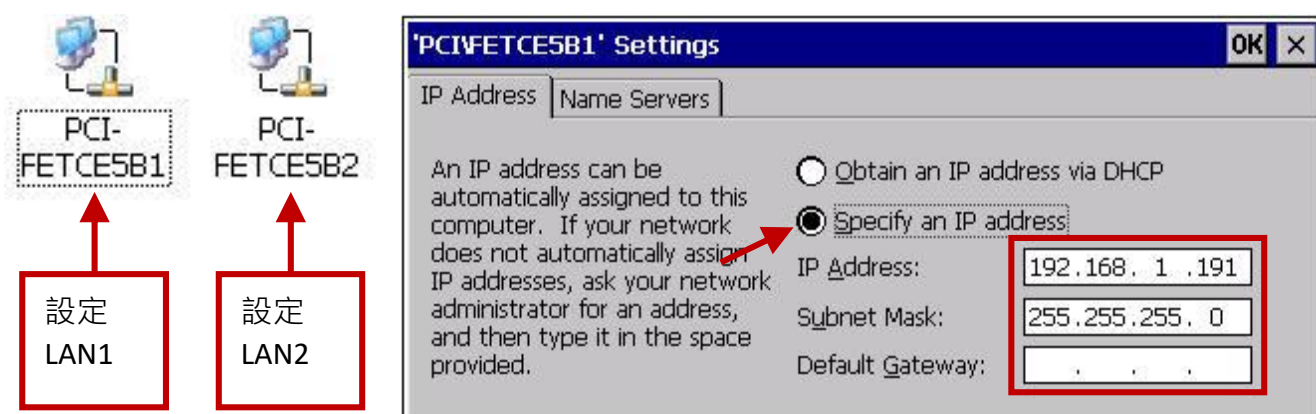 PCI-
FETCE5B1
PCI-
FETCE5B2
設定
LAN1
設定
LAN2
'PCI\FETCE5B1' Settings
OK ×
IP Address
Name Servers
An IP address can be
automatically assigned to this
computer. If your network
does not automatically assign
IP addresses, ask your network
administrator for an address,
and then type it in the space
provided.
Obtain an IP address via DHCP
Specify an IP address
IP Address: 192.168. 1 .191
Subnet Mask: 255.255.255. 0
Default Gateway: . . .